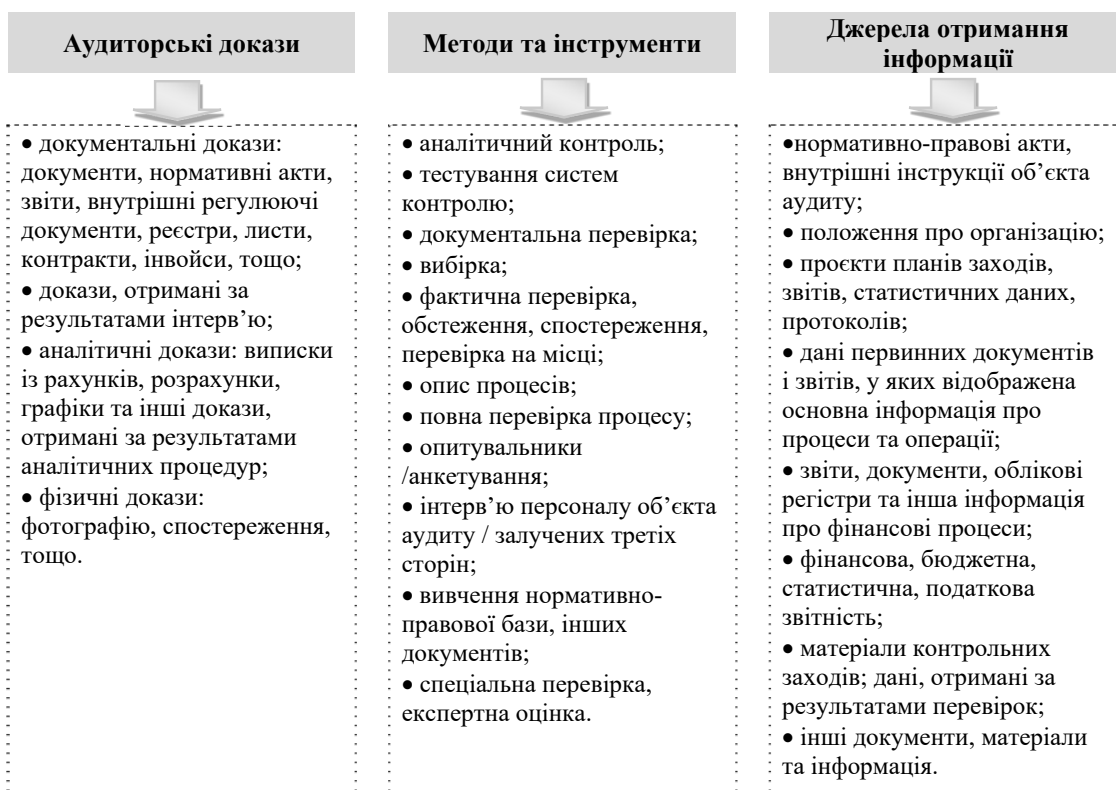 Аудиторські докази
• документальні докази:
документи, нормативні акти,
звіти, внутрішні регулюючі
документи, реєстри, листи,
контракти, інвойси, тощо;
• докази, отримані за
результатами інтерв’ю;
• аналітичні докази: виписки
із рахунків, розрахунки,
графіки та інші докази,
отримані за результатами
аналітичних процедур;
• фізичні докази:
фотографію, спостереження,
тощо.
Методи та інструменти
• аналітичний контроль;
• тестування систем
контролю;
• документальна перевірка;
• вибірка;
• фактична перевірка,
обстеження, спостереження,
перевірка на місці;
• опис процесів;
• повна перевірка процесу;
• опитувальники
/анкетування;
• інтерв’ю персоналу об’єкта
аудиту / залучених третіх
сторін;
• вивчення нормативно-
правової бази, інших
документів;
• спеціальна перевірка,
експертна оцінка.
Джерела отримання
інформації
•нормативно-правові акти,
внутрішні інструкції об’єкта
аудиту;
• положення про організацію;
• проєкти планів заходів,
звітів, статистичних даних,
протоколів;
• дані первинних документів
і звітів, у яких відображена
основна інформація про
процеси та операції;
• звіти, документи, облікові
регістри та інша інформація
про фінансові процеси;
• фінансова, бюджетна,
статистична, податкова
звітність;
• матеріали контрольних
заходів; дані, отримані за
результатами перевірок;
• інші документи, матеріали
та інформація.